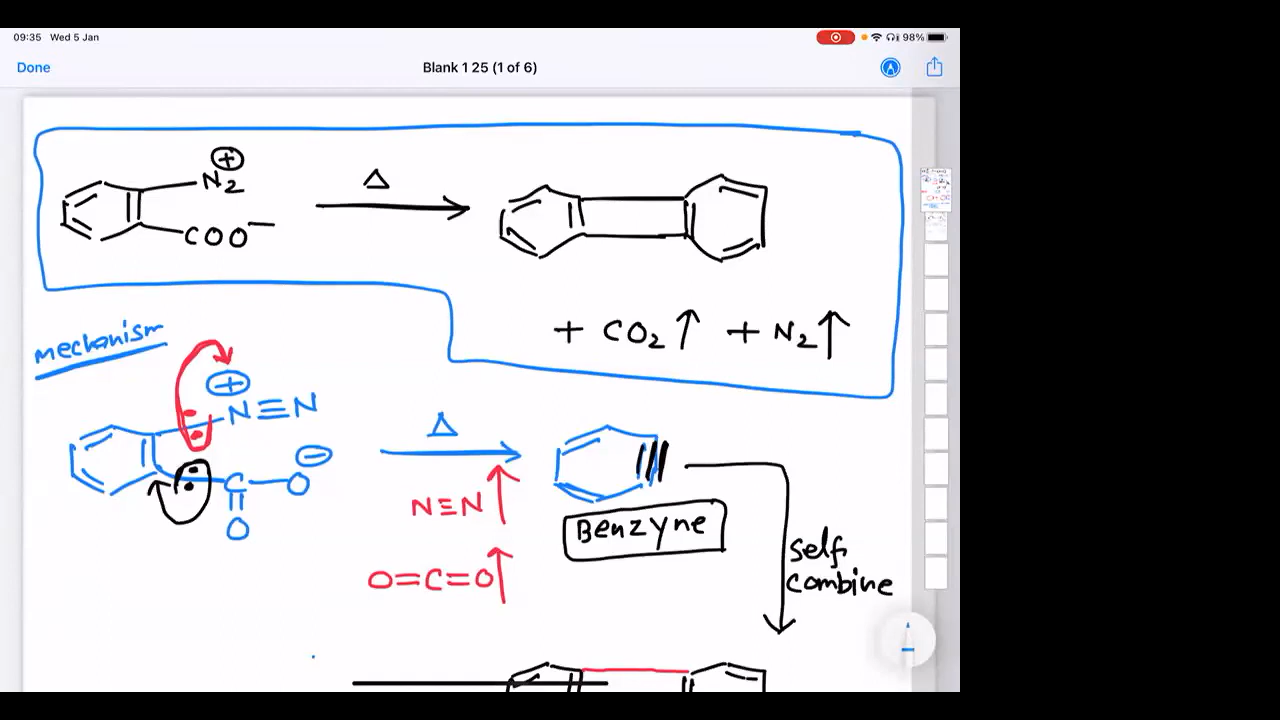 09:35 Wed 5 Jan
98%
Done
Blank 1 25 (1 of 6)
N2 +
COO−
Δ
+ CO2↑ + N2↑
mechanism
+
N≡N
−
C
O
O
Δ
N≡N↑
O=C=O↑
Benzyne
self
combine